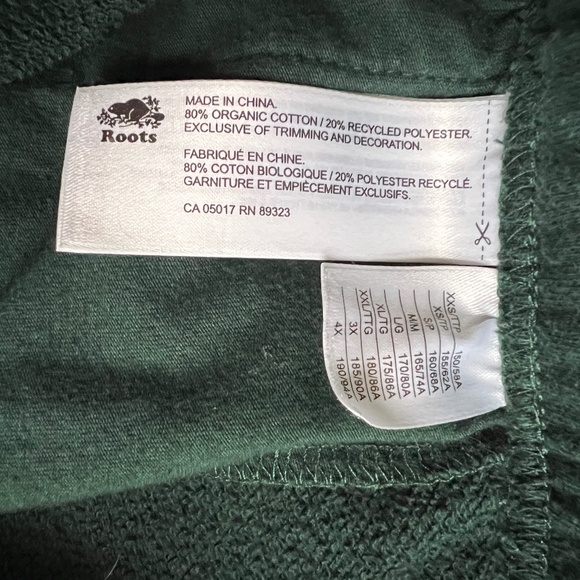 Roots
MADE IN CHINA.
80% ORGANIC COTTON / 20% RECYCLED POLYESTER.
EXCLUSIVE OF TRIMMING AND DECORATION.
FABRIQUÉ EN CHINE.
80% COTON BIOLOGIQUE / 20% POLYESTER RECYCLÉ.
GARNITURE ET EMPIÈCEMENT EXCLUSIFS.
CA 05017 RN 89323
XXS/TTP 150/58A
XS/TP 155/62A
S/P 160/68A
M/M 165/74A
L/G 170/80A
XL/TG 175/86A
XXL/TTG 180/86A
3X 185/90A
4X 190/94A